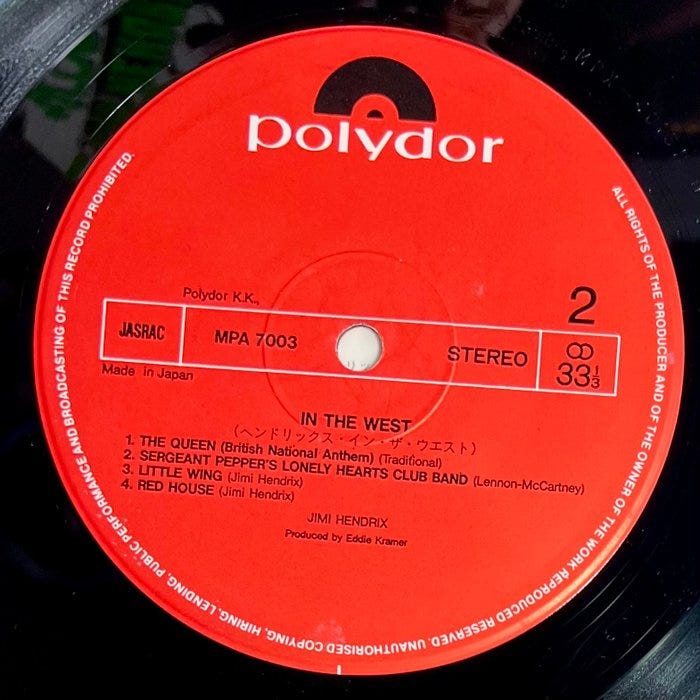 polydor
ALL RIGHTS OF THE PRODUCER AND OF THE OWNER OF THE WORK REPRODUCED RESERVED. UNAUTHORISED COPYING, HIRING, LENDING, PUBLIC PERFORMANCE AND BROADCASTING OF THIS RECORD PROHIBITED.
Polydor K.K.,
2
JASRAC MPA 7003 STEREO 33 1/3
Made in Japan
IN THE WEST
(ヘンドリックス・イン・ザ・ウエスト)
1. THE QUEEN (British National Anthem) (Traditional)
2. SERGEANT PEPPER'S LONELY HEARTS CLUB BAND (Lennon-McCartney)
3. LITTLE WING (Jimi Hendrix)
4. RED HOUSE (Jimi Hendrix)
JIMI HENDRIX
Produced by Eddie Kramer